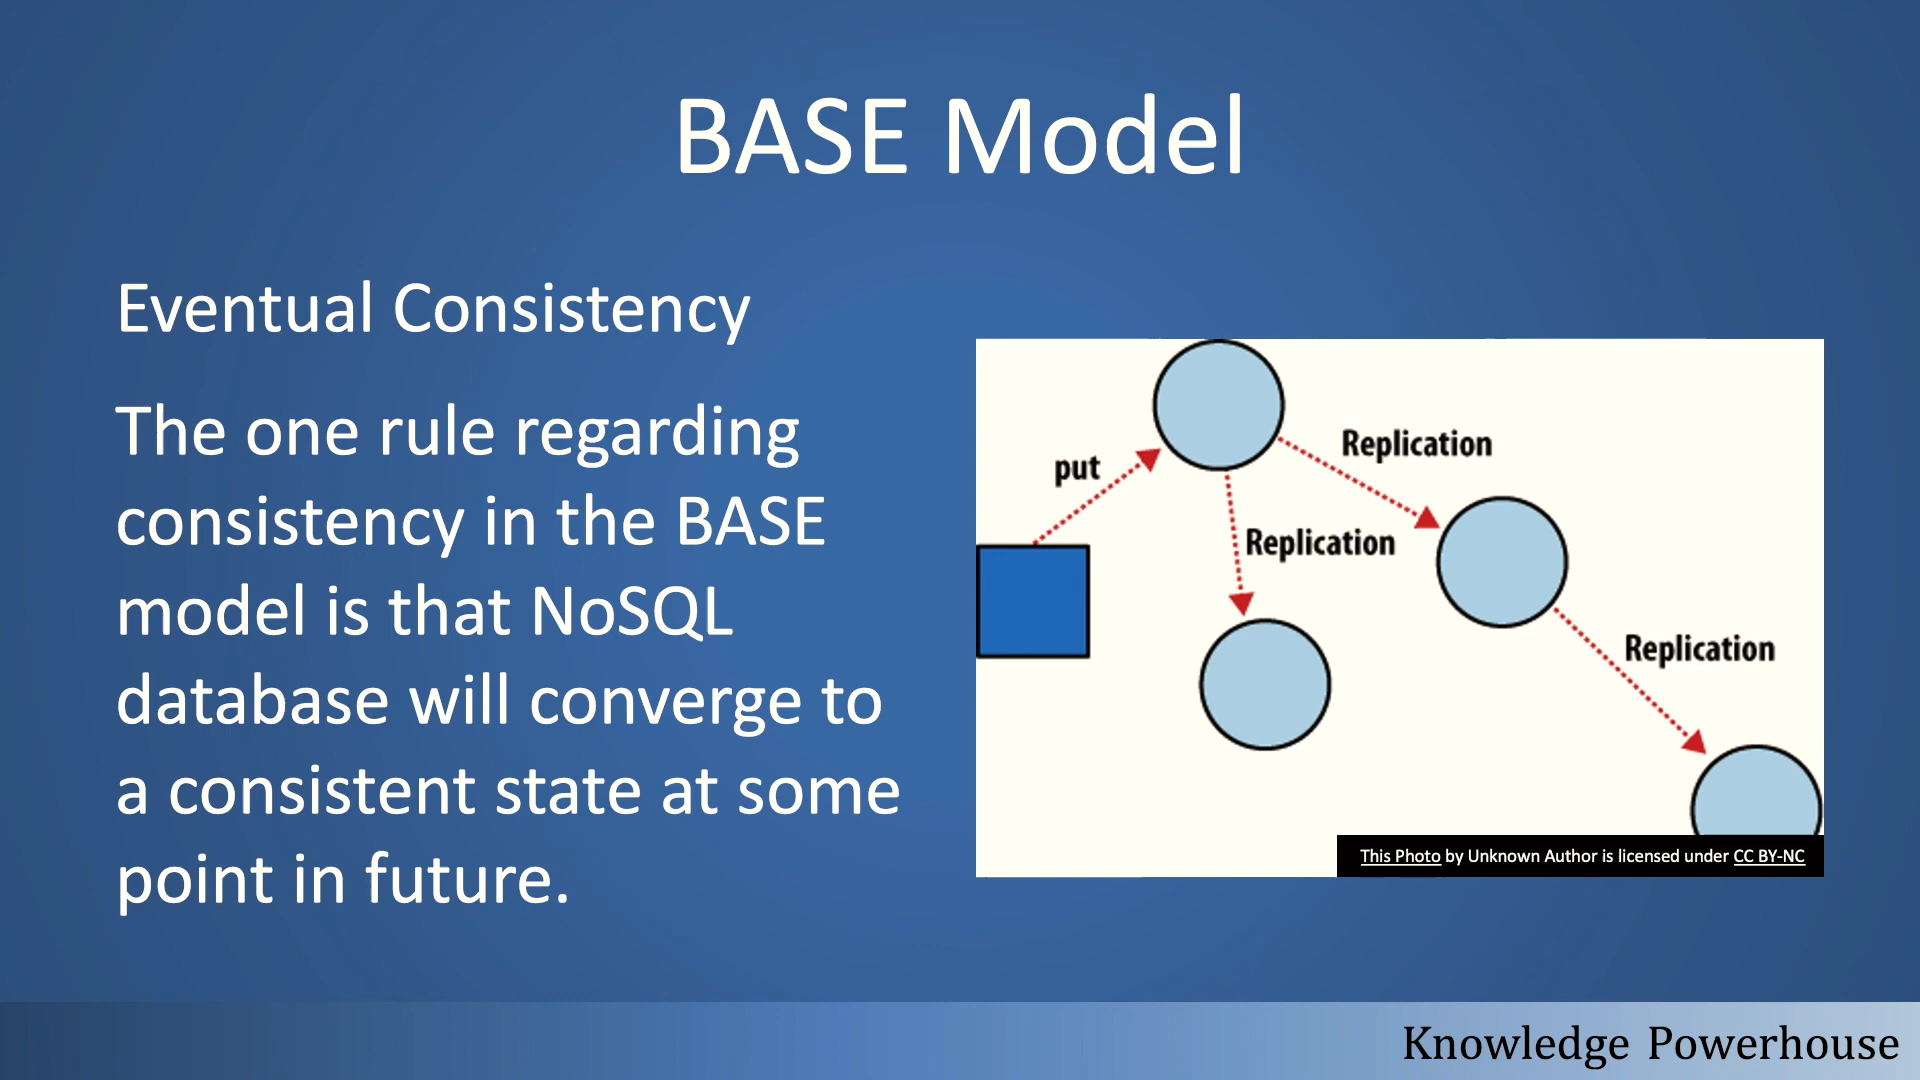 BASE Model
Eventual Consistency
The one rule regarding
consistency in the BASE
model is that NoSQL
database will converge to
a consistent state at some
point in future.
put
Replication
Replication
Replication
This Photo by Unknown Author is licensed under CC BY-NC
Knowledge Powerhouse